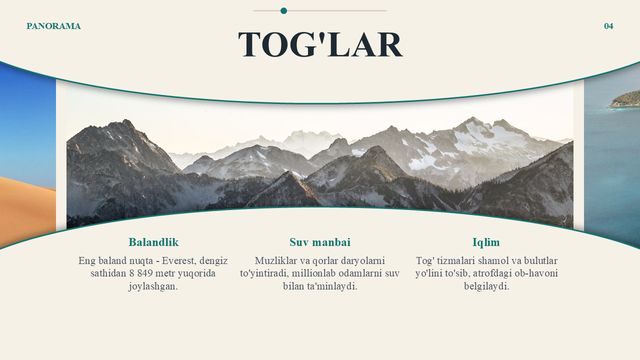 PANORAMA
04
TOG'LAR
Balandlik
Eng baland nuqta - Everest, dengiz
sathidan 8 849 metr yuqorida
joylashgan.
Suv manbai
Muzliklar va qorlar daryolarni
to'yintiradi, millionlab odamlarni suv
bilan ta'minlaydi.
Iqlim
Tog' tizmalari shamol va bulutlar
yo'lini to'sib, atrofdagi ob-havoni
belgilaydi.